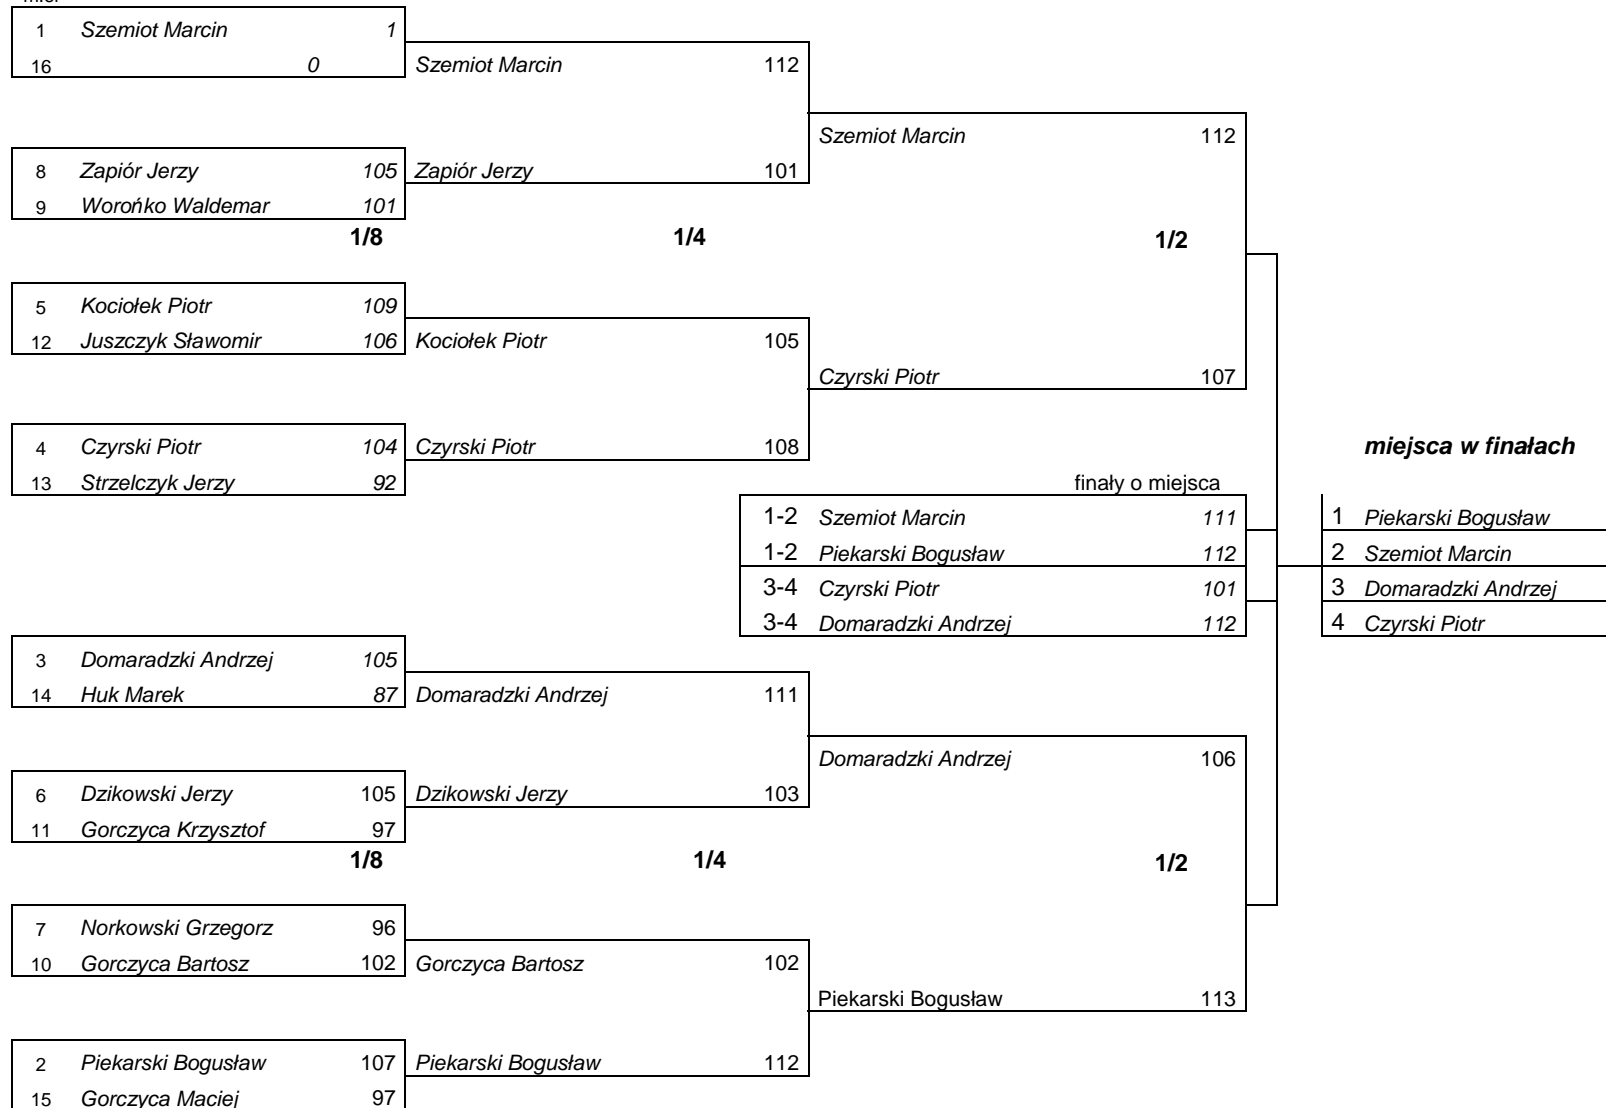 1 Szemiot Marcin 1
16 0 Szemiot Marcin 112
Szemiot Marcin 112
8 Zapiór Jerzy 105 Zapiór Jerzy 101
9 Worońko Waldemar 101
1/8 1/4 1/2
5 Kociołek Piotr 109
12 Juszczyk Sławomir 106 Kociołek Piotr 105
Czyrski Piotr 107
4 Czyrski Piotr 104 Czyrski Piotr 108 miejsca w finałach
13 Strzelczyk Jerzy 92 finały o miejsca
1-2 Szemiot Marcin 111 1 Piekarski Bogusław
1-2 Piekarski Bogusław 112 2 Szemiot Marcin
3-4 Czyrski Piotr 101 3 Domaradzki Andrzej
3-4 Domaradzki Andrzej 112 4 Czyrski Piotr
3 Domaradzki Andrzej 105
14 Huk Marek 87 Domaradzki Andrzej 111
Domaradzki Andrzej 106
6 Dzikowski Jerzy 105 Dzikowski Jerzy 103
11 Gorczyca Krzysztof 97
1/8 1/4 1/2
7 Norkowski Grzegorz 96
10 Gorczyca Bartosz 102 Gorczyca Bartosz 102
Piekarski Bogusław 113
2 Piekarski Bogusław 107 Piekarski Bogusław 112
15 Gorczyca Maciej 97